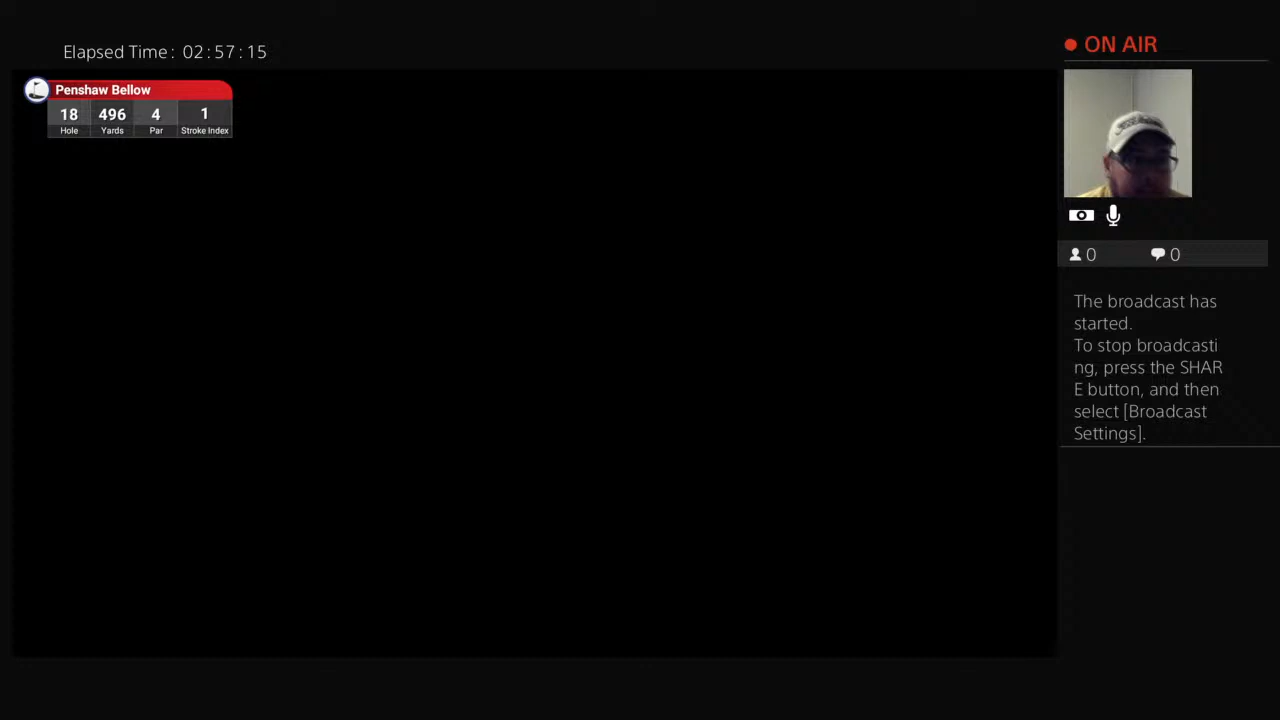 Elapsed Time: 02:57:15
ON AIR
Penshaw Bellow
18 496 4 1
Hole Yards Par Stroke Index
0 0
The broadcast has
started.
To stop broadcasti
ng, press the SHAR
E button, and then
select [Broadcast
Settings].